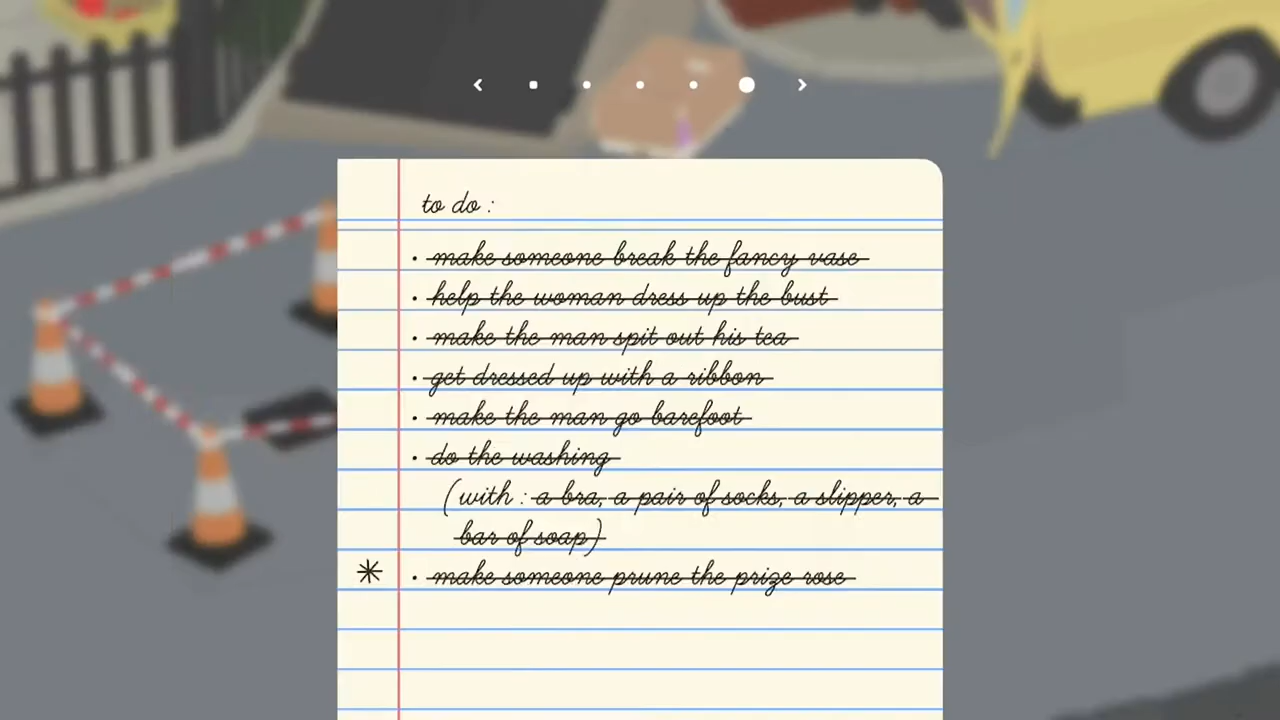 to do :
• make someone break the fancy vase
• help the woman dress up the bust
• make the man spit out his tea
• get dressed up with a ribbon
• make the man go barefoot
• do the washing
(with : a bra, a pair of socks, a slipper, a
bar of soap)
* • make someone prune the prize rose